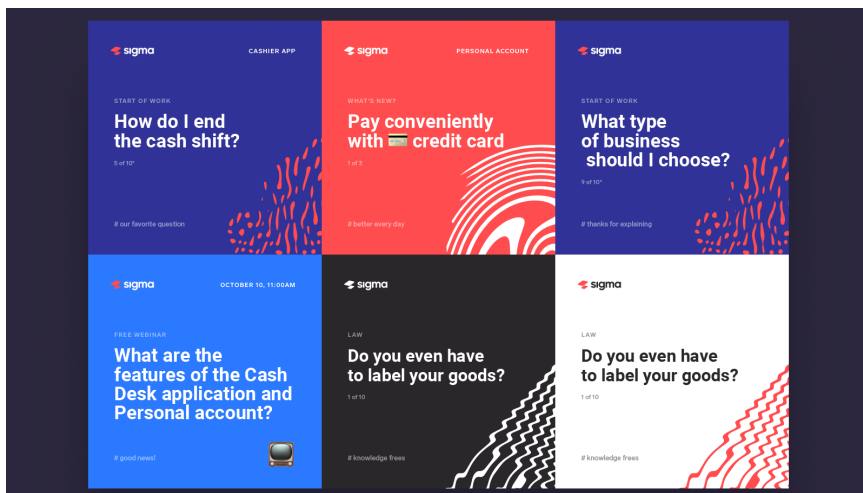 sigma
CASHIER APP
START OF WORK
How do I end
the cash shift?
5 of 10*
# our favorite question
sigma
PERSONAL ACCOUNT
WHAT'S NEW?
Pay conveniently
with credit card
1 of 3
# better every day
sigma
START OF WORK
What type
of business
should I choose?
9 of 10*
# thanks for explaining
sigma
OCTOBER 10, 11:00AM
FREE WEBINAR
What are the
features of the Cash
Desk application and
Personal account?
# good news!
sigma
LAW
Do you even have
to label your goods?
1 of 10
# knowledge frees
sigma
LAW
Do you even have
to label your goods?
1 of 10
# knowledge frees